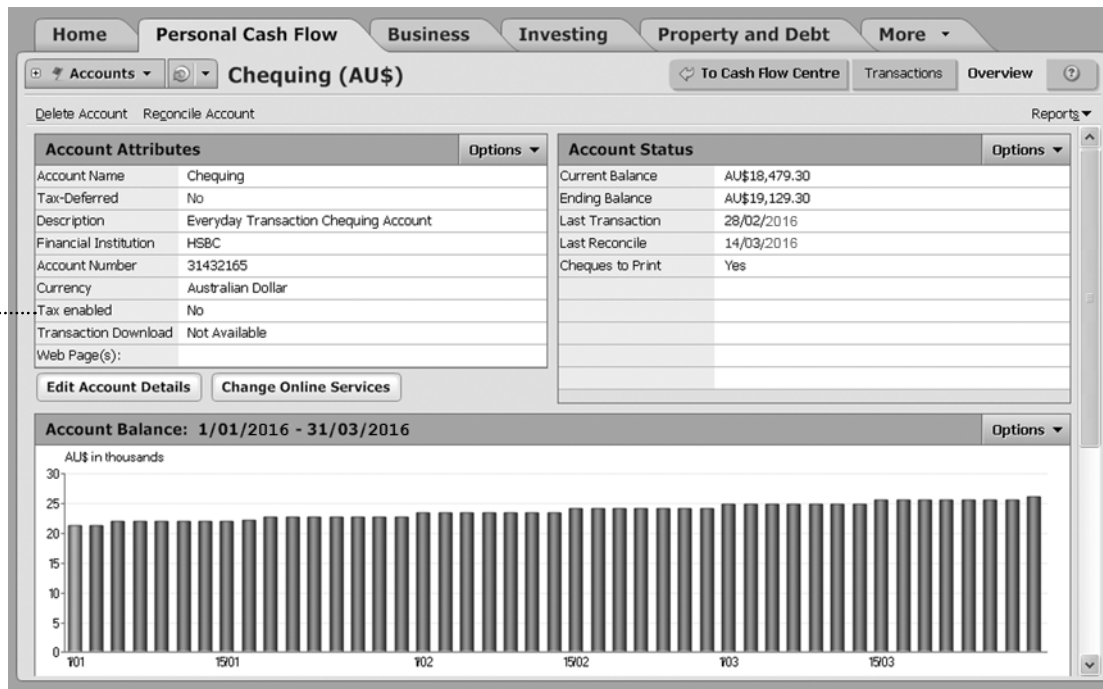 Home Personal Cash Flow Business Investing Property and Debt More
Accounts Chequing (AU$) To Cash Flow Centre Transactions Overview ?
Delete Account Reconcile Account Reports
Account Attributes Options
Account Name Chequing
Tax-Deferred No
Description Everyday Transaction Chequing Account
Financial Institution HSBC
Account Number 31432165
Currency Australian Dollar
Tax enabled No
Transaction Download Not Available
Web Page(s):
Edit Account Details Change Online Services
Account Status Options
Current Balance AU$18,479.30
Ending Balance AU$19,129.30
Last Transaction 28/02/2016
Last Reconcile 14/03/2016
Cheques to Print Yes
Account Balance: 1/01/2016 - 31/03/2016 Options
AU$ in thousands
30
25
20
15
10
5
0
1/01 15/01 1/02 15/02 1/03 15/03